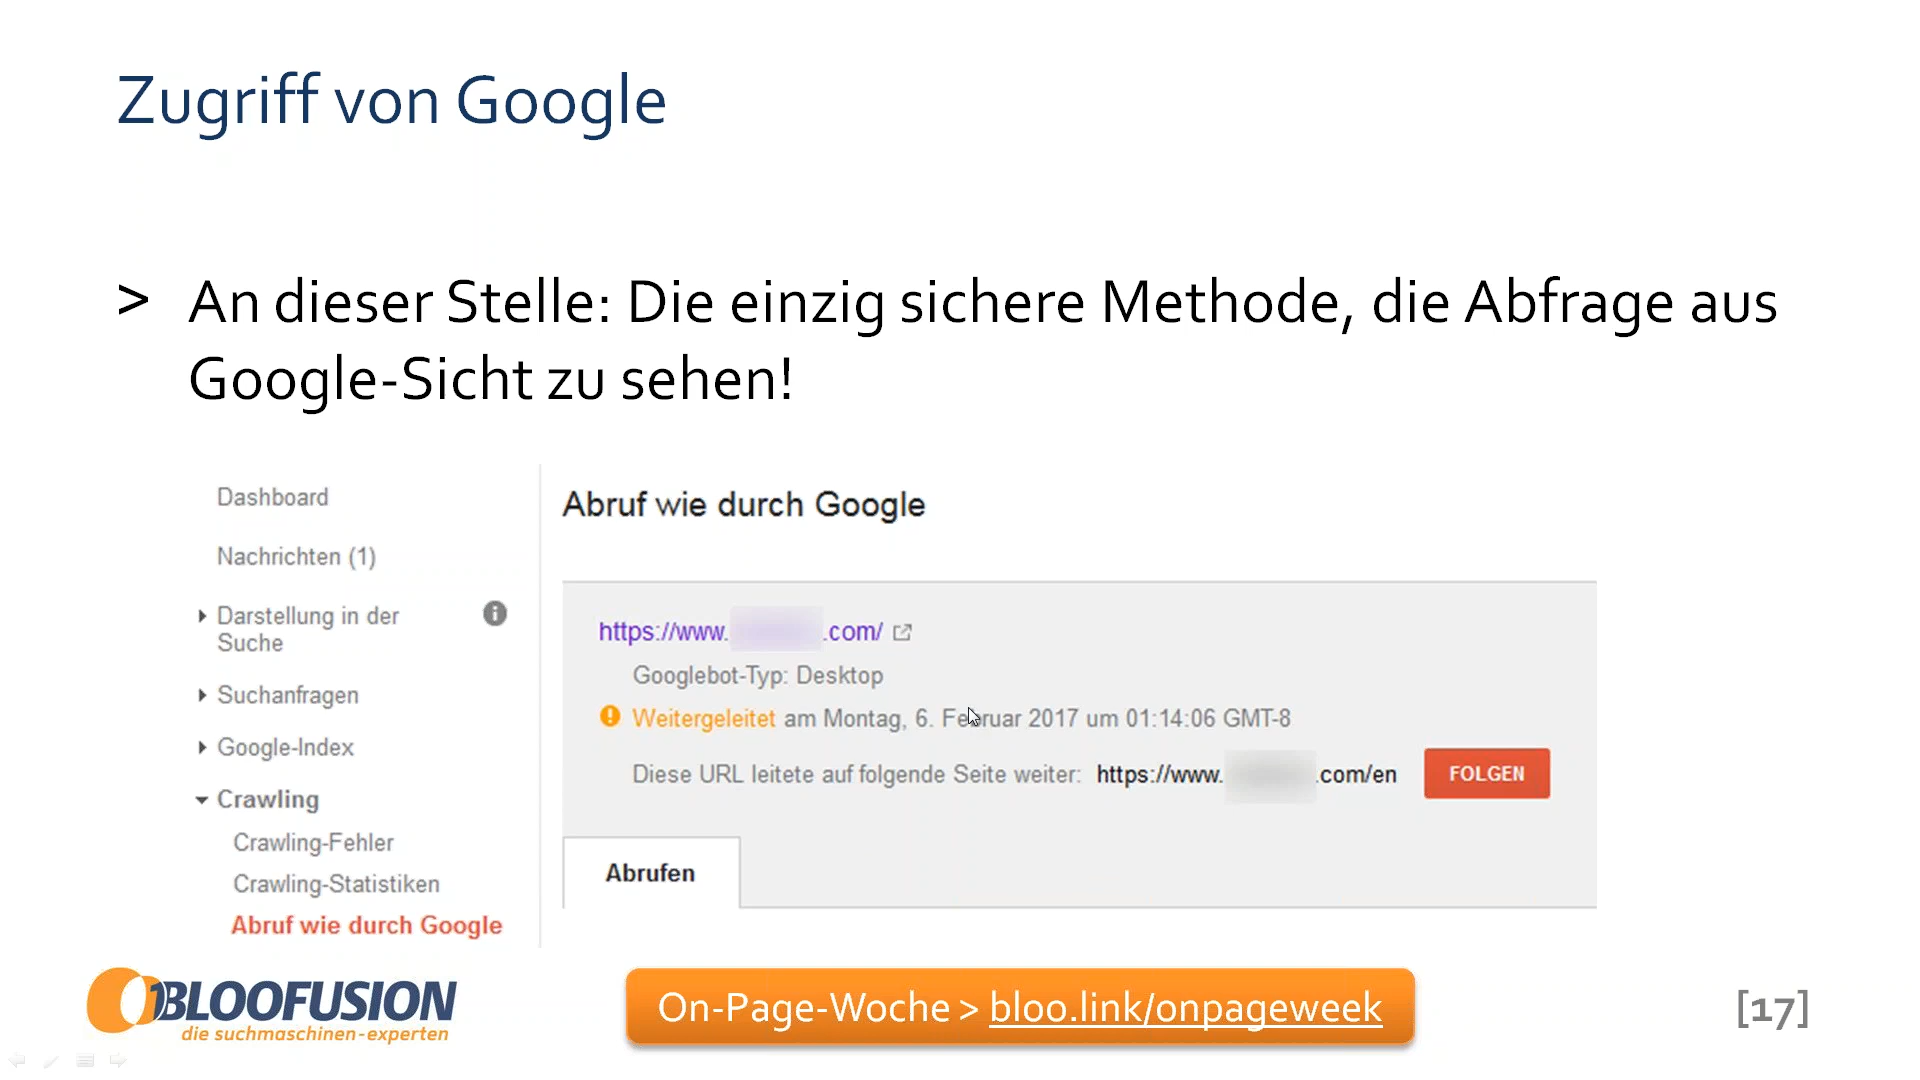 Zugriff von Google
> An dieser Stelle: Die einzig sichere Methode, die Abfrage aus
Google-Sicht zu sehen!
Dashboard
Nachrichten (1)
Darstellung in der
Suche
Suchanfragen
Google-Index
Crawling
Crawling-Fehler
Crawling-Statistiken
Abruf wie durch Google
Abruf wie durch Google
https://www. .com/
Googlebot-Typ: Desktop
Weitergeleitet am Montag, 6. Februar 2017 um 01:14:06 GMT-8
Diese URL leitete auf folgende Seite weiter: https://www. .com/en
FOLGEN
Abrufen
BLOOFUSION
die suchmaschinen-experten
On-Page-Woche > bloo.link/onpageweek
[17]